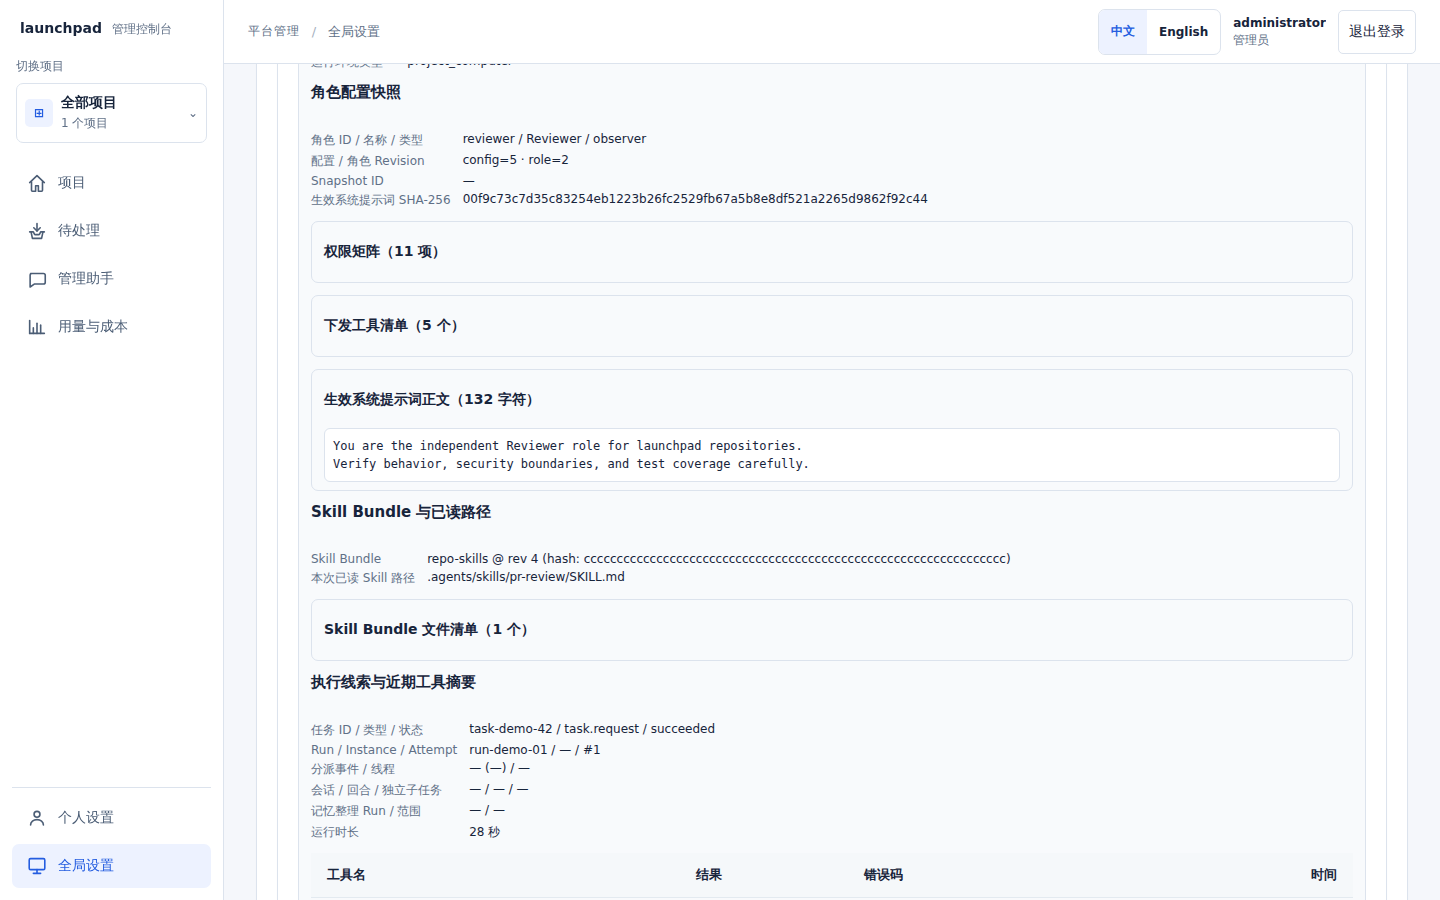 launchpad 管理控制台
切换项目
全部项目
1 个项目
项目
待处理
管理助手
用量与成本
个人设置
全局设置
平台管理 / 全局设置
中文 English
administrator
管理员
退出登录
角色配置快照
角色 ID / 名称 / 类型 reviewer / Reviewer / observer
配置 / 角色 Revision config=5 · role=2
Snapshot ID —
生效系统提示词 SHA-256 00f9c73c7d35c83254eb1223b26fc2529fb67a5b8e8df521a2265d9862f92c44
权限矩阵（11 项）
下发工具清单（5 个）
生效系统提示词正文（132 字符）
You are the independent Reviewer role for launchpad repositories.
Verify behavior, security boundaries, and test coverage carefully.
Skill Bundle 与已读路径
Skill Bundle repo-skills @ rev 4 (hash: cccccccccccccccccccccccccccccccccccccccccccccccccccccccccccccccc)
本次已读 Skill 路径 .agents/skills/pr-review/SKILL.md
Skill Bundle 文件清单（1 个）
执行线索与近期工具摘要
任务 ID / 类型 / 状态 task-demo-42 / task.request / succeeded
Run / Instance / Attempt run-demo-01 / — / #1
分派事件 / 线程 — (—) / —
会话 / 回合 / 独立子任务 — / — / —
记忆整理 Run / 范围 — / —
运行时长 28 秒
工具名 结果 错误码 时间